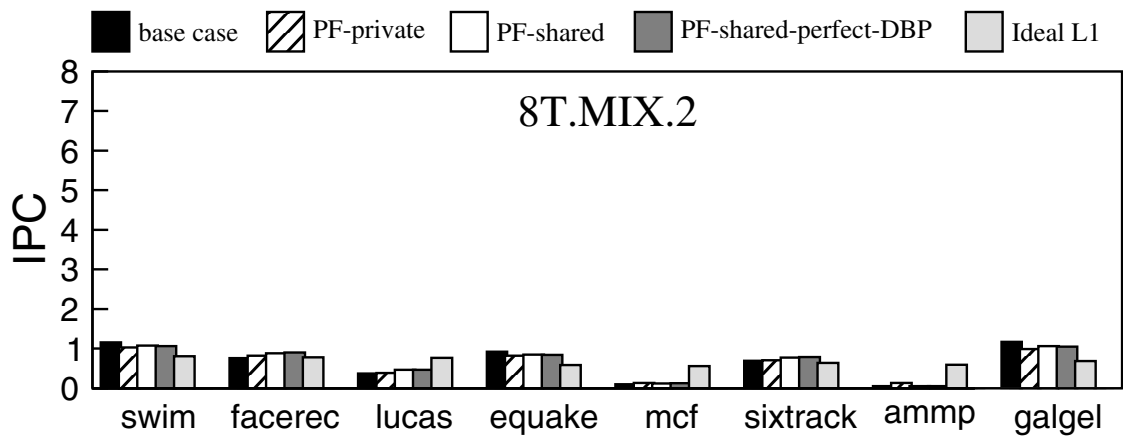 base case PF-private PF-shared PF-shared-perfect-DBP Ideal L1
8T.MIX.2
IPC
8
7
6
5
4
3
2
1
0
swim facerec lucas equake mcf sixtrack ammp galgel